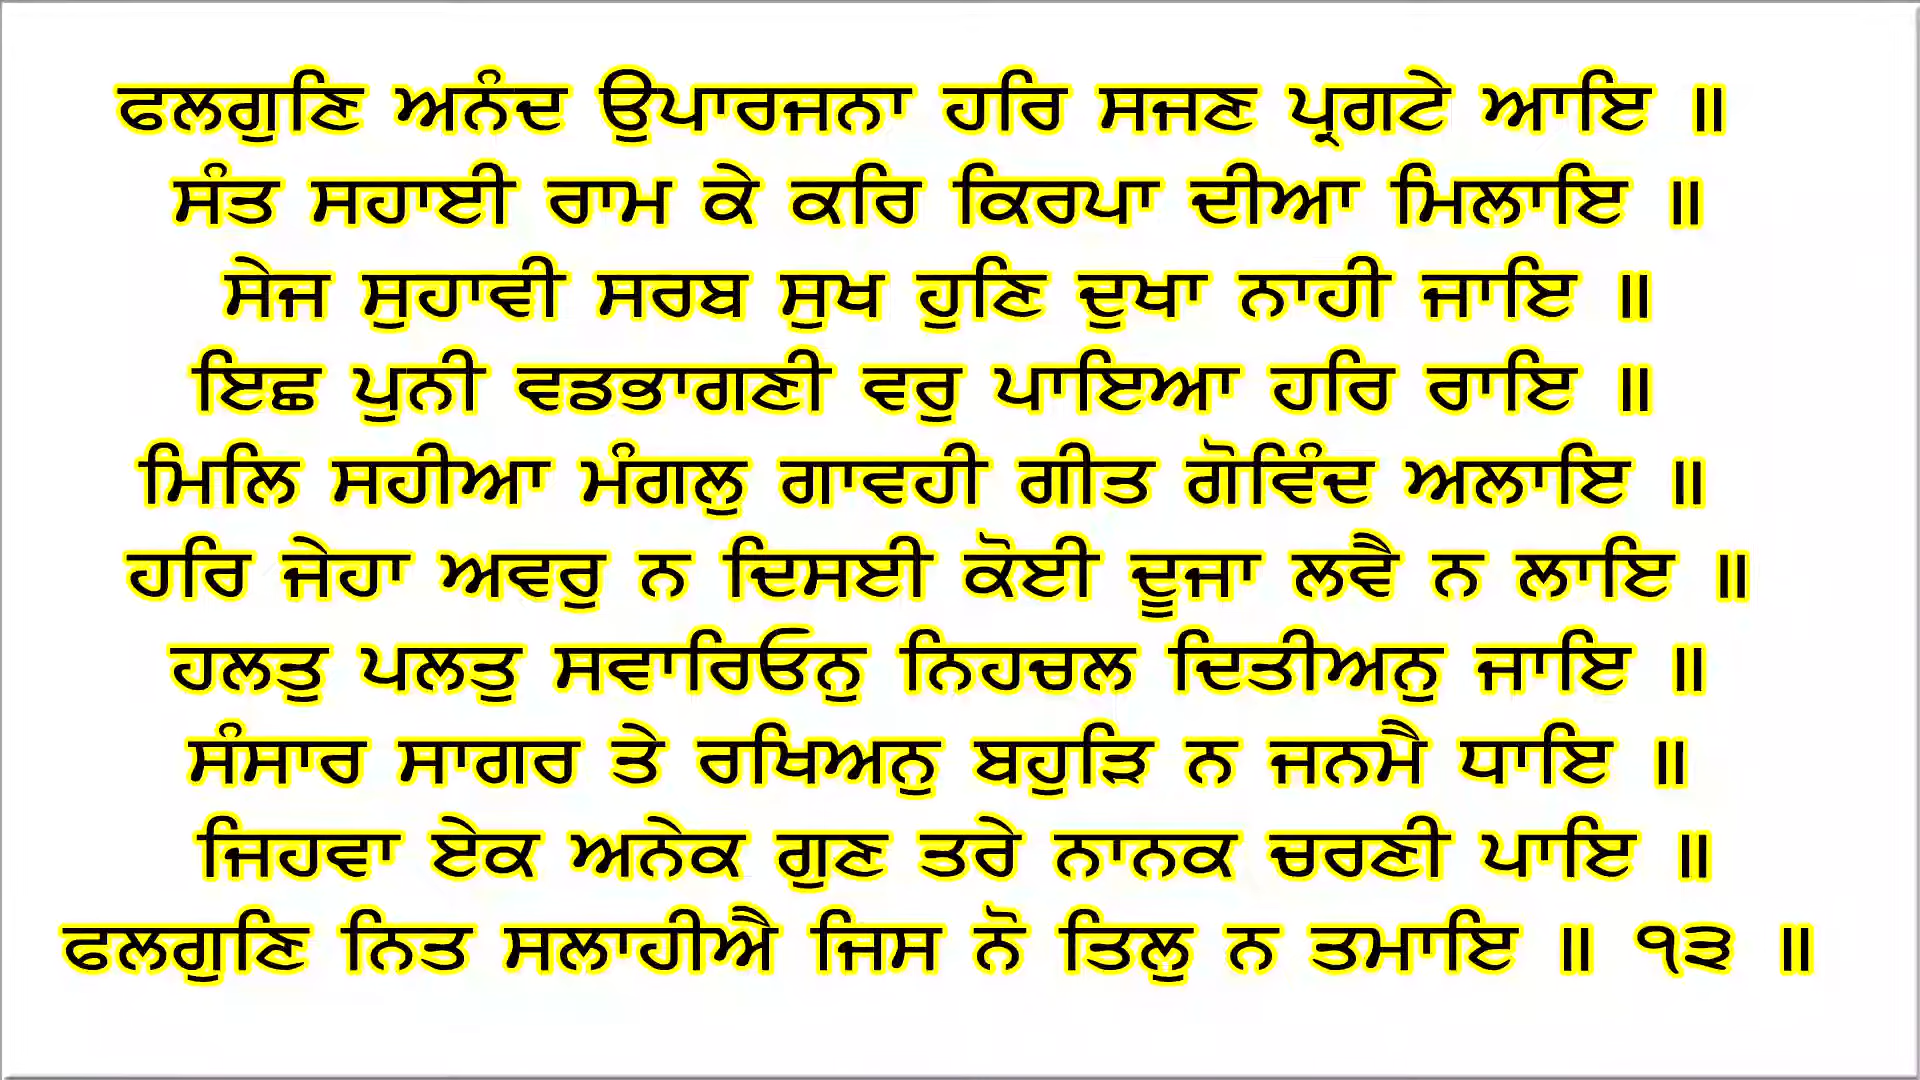 ਫਲਗੁਣਿ ਅਨੰਦ ਉਪਾਰਜਨਾ ਹਰਿ ਸਜਣ ਪ੍ਰਗਟੇ ਆਇ ॥
ਸੰਤ ਸਹਾਈ ਰਾਮ ਕੇ ਕਰਿ ਕਿਰਪਾ ਦੀਆ ਮਿਲਾਇ ॥
ਸੇਜ ਸੁਹਾਵੀ ਸਰਬ ਸੁਖ ਹੁਣਿ ਦੁਖਾ ਨਾਹੀ ਜਾਇ ॥
ਇਛ ਪੁਨੀ ਵਡਭਾਗਣੀ ਵਰੁ ਪਾਇਆ ਹਰਿ ਰਾਇ ॥
ਮਿਲਿ ਸਹੀਆ ਮੰਗਲੁ ਗਾਵਹੀ ਗੀਤ ਗੋਵਿੰਦ ਅਲਾਇ ॥
ਹਰਿ ਜੇਹਾ ਅਵਰੁ ਨ ਦਿਸਈ ਕੋਈ ਦੂਜਾ ਲਵੈ ਨ ਲਾਇ ॥
ਹਲਤੁ ਪਲਤੁ ਸਵਾਰਿਓਨੁ ਨਿਹਚਲ ਦਿਤੀਅਨੁ ਜਾਇ ॥
ਸੰਸਾਰ ਸਾਗਰ ਤੇ ਰਖਿਅਨੁ ਬਹੁੜਿ ਨ ਜਨਮੈ ਧਾਇ ॥
ਜਿਹਵਾ ਏਕ ਅਨੇਕ ਗੁਣ ਤਰੇ ਨਾਨਕ ਚਰਣੀ ਪਾਇ ॥
ਫਲਗੁਣਿ ਨਿਤ ਸਲਾਹੀਐ ਜਿਸ ਨੋ ਤਿਲੁ ਨ ਤਮਾਇ ॥ ੧੩ ॥